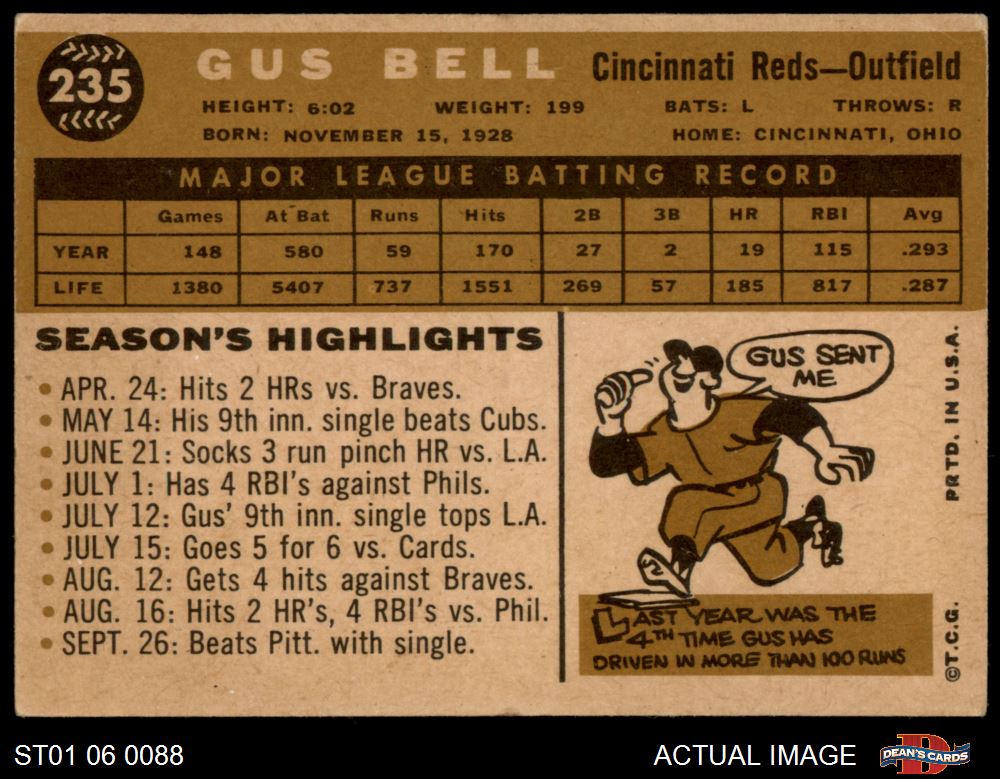 235
GUS BELL Cincinnati Reds—Outfield
HEIGHT: 6:02 WEIGHT: 199 BATS: L THROWS: R
BORN: NOVEMBER 15, 1928 HOME: CINCINNATI, OHIO
MAJOR LEAGUE BATTING RECORD
Games At Bat Runs Hits 2B 3B HR RBI Avg
YEAR 148 580 59 170 27 2 19 115 .293
LIFE 1380 5407 737 1551 269 57 185 817 .287
SEASON'S HIGHLIGHTS
• APR. 24: Hits 2 HRs vs. Braves.
• MAY 14: His 9th inn. single beats Cubs.
• JUNE 21: Socks 3 run pinch HR vs. L.A.
• JULY 1: Has 4 RBI's against Phils.
• JULY 12: Gus' 9th inn. single tops L.A.
• JULY 15: Goes 5 for 6 vs. Cards.
• AUG. 12: Gets 4 hits against Braves.
• AUG. 16: Hits 2 HR's, 4 RBI's vs. Phil.
• SEPT. 26: Beats Pitt. with single.
GUS SENT
ME
LAST YEAR WAS THE
4TH TIME GUS HAS
DRIVEN IN MORE THAN 100 RUNS
PRTD. IN U.S.A.
©T.C.G.
ST01 06 0088 ACTUAL IMAGE
D
DEAN'S CARDS